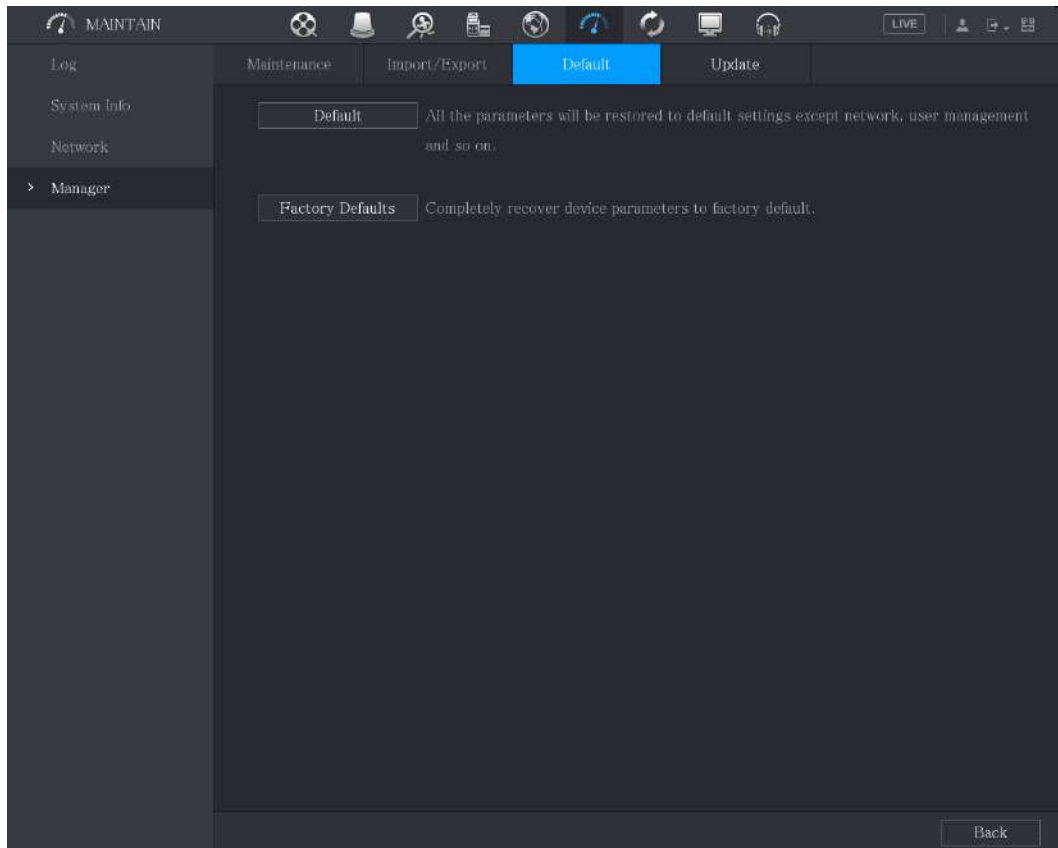 MAINTAIN
LIVE
Log
Maintenance
Import/Export
Default
Update
System Info
Default
All the parameters will be restored to default settings except network, user management
and so on.
Network
Manager
Factory Defaults
Completely recover device parameters to factory default.
Back